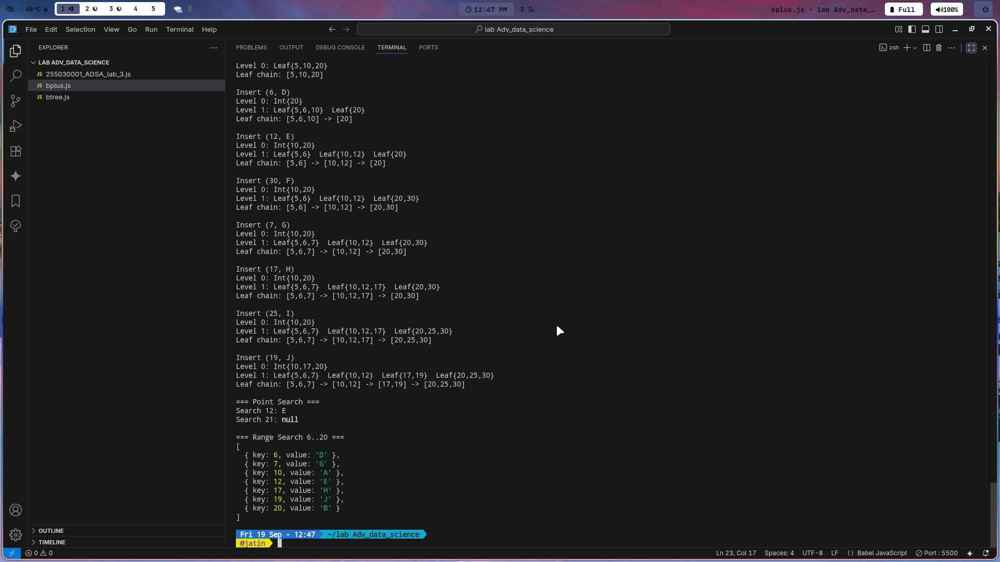 48°C
1 2 3 4 5
12:47 PM
2
bplus.js - lab Adv_data_…
Full
100%
File Edit Selection View Go Run Terminal Help
lab Adv_data_science
EXPLORER
LAB ADV_DATA_SCIENCE
JS 255030001_ADSA_lab_3.js
JS bplus.js
JS btree.js
OUTLINE
TIMELINE
PROBLEMS OUTPUT DEBUG CONSOLE TERMINAL PORTS
zsh
Level 0: Leaf{5,10,20}
Leaf chain: [5,10,20]
Insert (6, D)
Level 0: Int{20}
Level 1: Leaf{5,6,10}  Leaf{20}
Leaf chain: [5,6,10] -> [20]
Insert (12, E)
Level 0: Int{10,20}
Level 1: Leaf{5,6}  Leaf{10,12}  Leaf{20}
Leaf chain: [5,6] -> [10,12] -> [20]
Insert (30, F)
Level 0: Int{10,20}
Level 1: Leaf{5,6}  Leaf{10,12}  Leaf{20,30}
Leaf chain: [5,6] -> [10,12] -> [20,30]
Insert (7, G)
Level 0: Int{10,20}
Level 1: Leaf{5,6,7}  Leaf{10,12}  Leaf{20,30}
Leaf chain: [5,6,7] -> [10,12] -> [20,30]
Insert (17, H)
Level 0: Int{10,20}
Level 1: Leaf{5,6,7}  Leaf{10,12,17}  Leaf{20,30}
Leaf chain: [5,6,7] -> [10,12,17] -> [20,30]
Insert (25, I)
Level 0: Int{10,20}
Level 1: Leaf{5,6,7}  Leaf{10,12,17}  Leaf{20,25,30}
Leaf chain: [5,6,7] -> [10,12,17] -> [20,25,30]
Insert (19, J)
Level 0: Int{10,17,20}
Level 1: Leaf{5,6,7}  Leaf{10,12}  Leaf{17,19}  Leaf{20,25,30}
Leaf chain: [5,6,7] -> [10,12] -> [17,19] -> [20,25,30]
=== Point Search ===
Search 12: E
Search 21: null
=== Range Search 6..20 ===
[
  { key: 6, value: 'D' },
  { key: 7, value: 'G' },
  { key: 10, value: 'A' },
  { key: 12, value: 'E' },
  { key: 17, value: 'H' },
  { key: 19, value: 'J' },
  { key: 20, value: 'B' }
]
Fri 19 Sep - 12:47 ~/lab Adv_data_science
@jatin
0 0
Ln 23, Col 17 Spaces: 4 UTF-8 LF {} Babel JavaScript Port : 5500